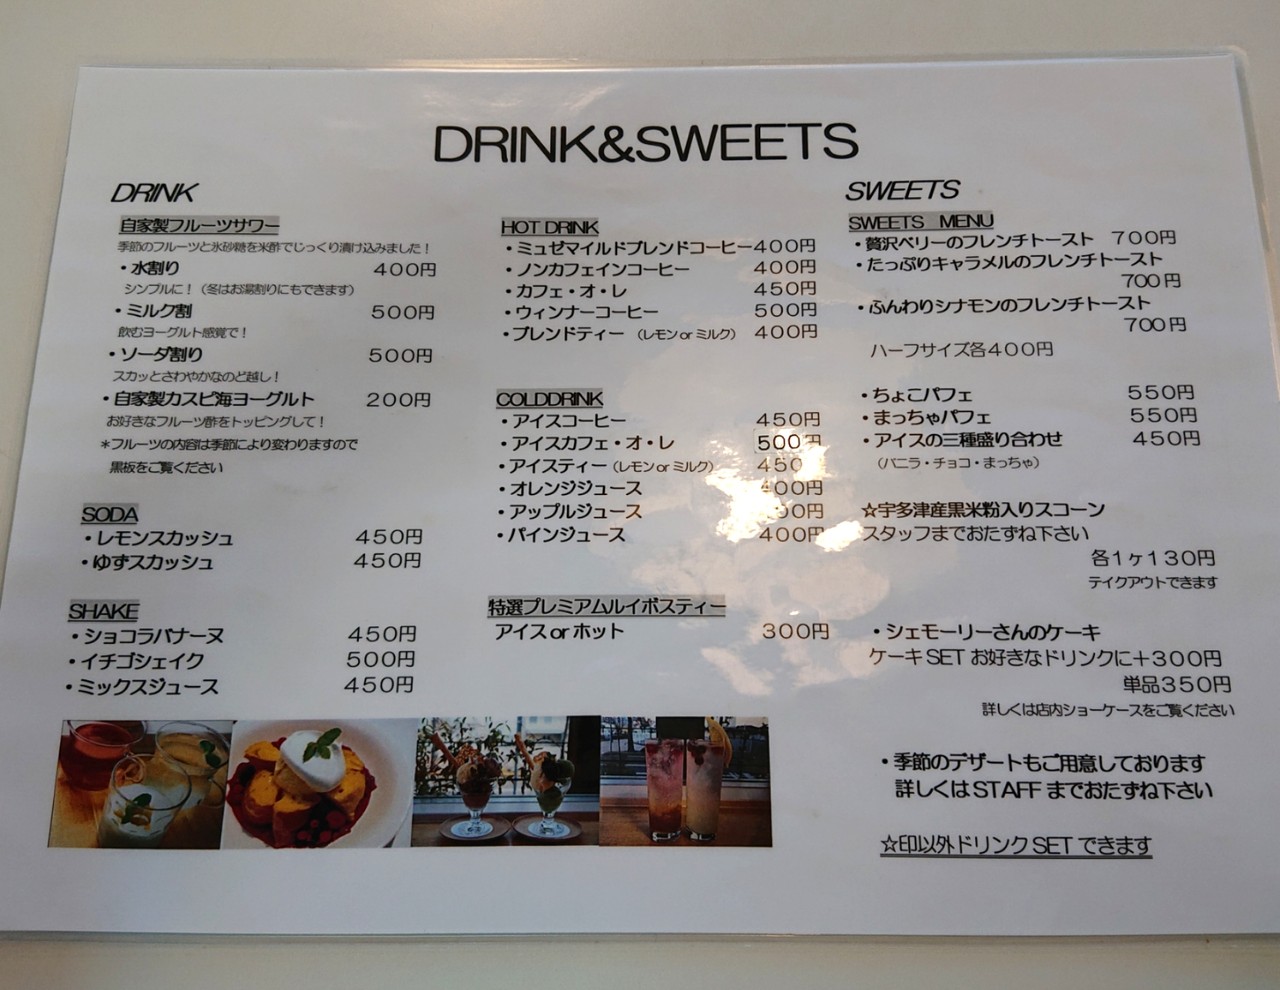 DRINK&SWEETS
DRINK
自家製フルーツサワー
季節のフルーツと氷砂糖を米酢でじっくり漬け込みました！
・水割り 400円
シンプルに！（冬はお湯割りにもできます）
・ミルク割 500円
飲むヨーグルト感覚で！
・ソーダ割り 500円
スカッとさわやかなのど越し！
・自家製カスピ海ヨーグルト 200円
お好きなフルーツ酢をトッピングして！
＊フルーツの内容は季節により変わりますので
黒板をご覧ください
SODA
・レモンスカッシュ 450円
・ゆずスカッシュ 450円
SHAKE
・ショコラバナーヌ 450円
・イチゴシェイク 500円
・ミックスジュース 450円
HOT DRINK
・ミュゼマイルドブレンドコーヒー400円
・ノンカフェインコーヒー 400円
・カフェ・オ・レ 450円
・ウィンナーコーヒー 500円
・ブレンドティー （レモン or ミルク） 400円
COLDDRINK
・アイスコーヒー 450円
・アイスカフェ・オ・レ 500円
・アイスティー（レモン or ミルク） 450
・オレンジジュース 400円
・アップルジュース
・パインジュース 400円
特選プレミアムルイボスティー
アイス or ホット 300円
SWEETS
SWEETS MENU
・贅沢ベリーのフレンチトースト 700円
・たっぷりキャラメルのフレンチトースト
700円
・ふんわりシナモンのフレンチトースト
700円
ハーフサイズ各400円
・ちょこパフェ 550円
・まっちゃパフェ 550円
・アイスの三種盛り合わせ 450円
（バニラ・チョコ・まっちゃ）
☆宇多津産黒米粉入りスコーン
スタッフまでおたずね下さい
各1ヶ130円
テイクアウトできます
・シェモーリーさんのケーキ
ケーキ SET お好きなドリンクに＋300円
単品350円
詳しくは店内ショーケースをご覧ください
・季節のデザートもご用意しております
詳しくは STAFF までおたずね下さい
☆印以外ドリンク SET できます